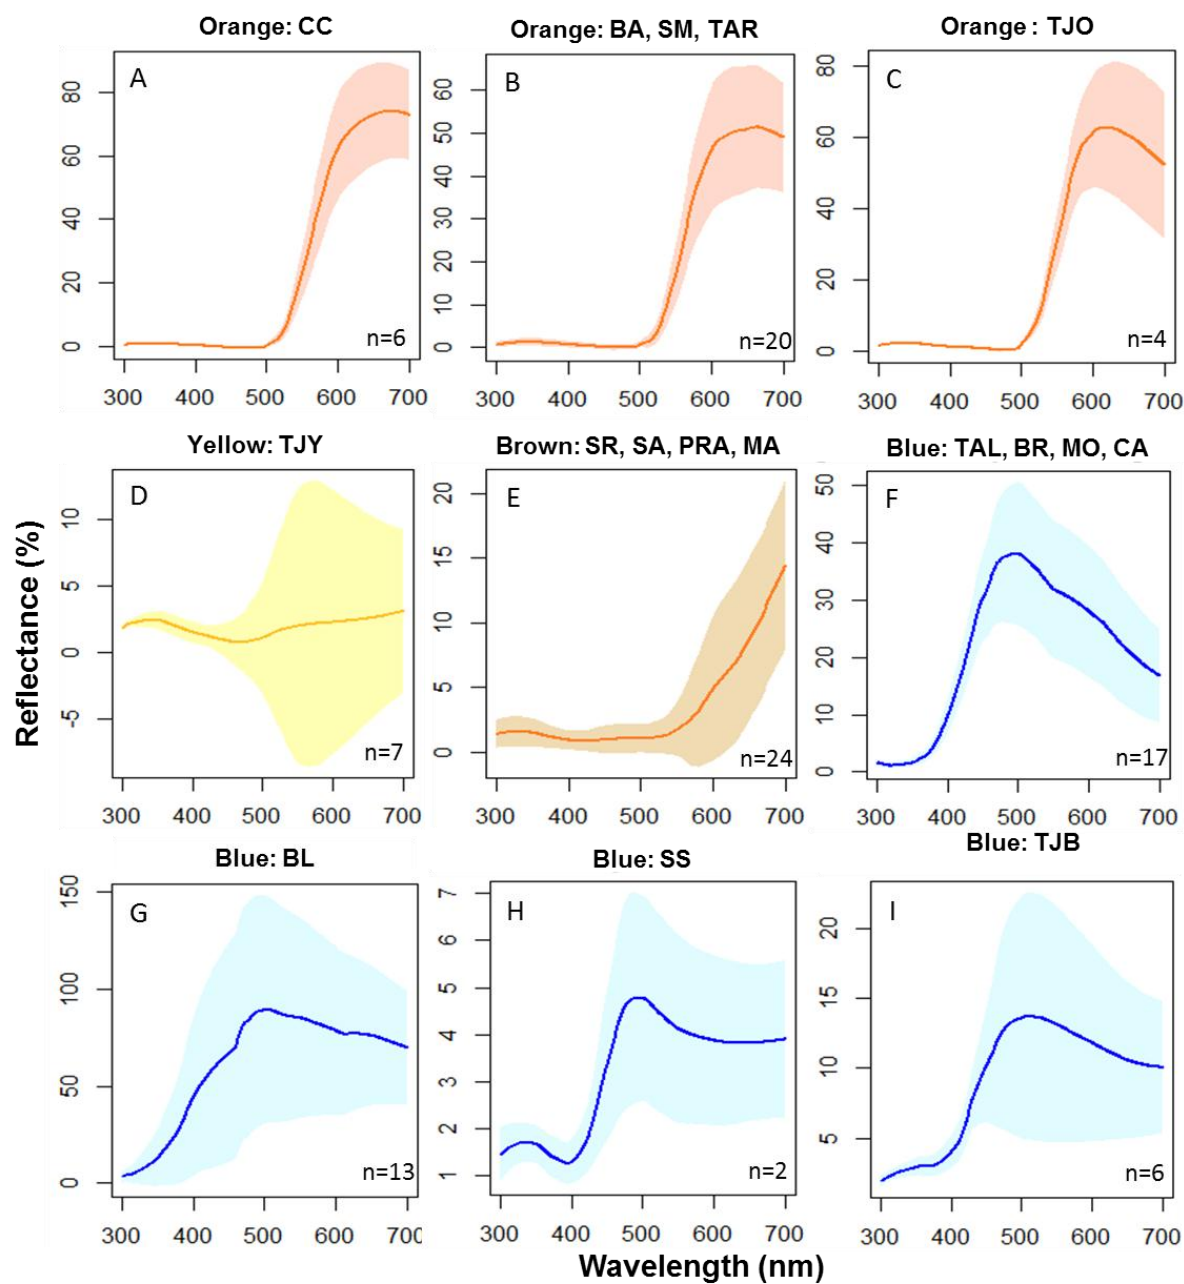 Orange: CC
Orange: BA, SM, TAR
Orange : TJO
A
80
60
40
20
0
n=6
300 400 500 600 700
B
60
50
40
30
20
10
0
n=20
300 400 500 600 700
C
80
60
40
20
0
n=4
300 400 500 600 700
Yellow: TJY
Brown: SR, SA, PRA, MA
Blue: TAL, BR, MO, CA
Reflectance (%)
D
10
5
0
-5
n=7
300 400 500 600 700
E
20
15
10
5
0
n=24
300 400 500 600 700
F
50
40
30
20
10
0
n=17
300 400 500 600 700
Blue: BL
Blue: SS
Blue: TJB
G
150
100
50
0
n=13
300 400 500 600 700
H
7
6
5
4
3
2
1
n=2
300 400 500 600 700
I
20
15
10
5
n=6
300 400 500 600 700
Wavelength (nm)